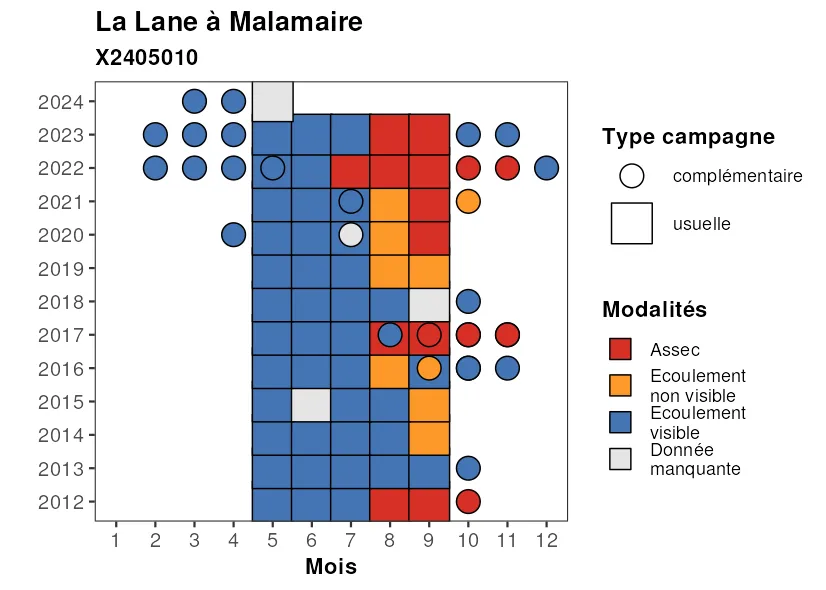 La Lane à Malamaire
X2405010
2024
2023
2022
2021
2020
2019
2018
2017
2016
2015
2014
2013
2012
1 2 3 4 5 6 7 8 9 10 11 12
Mois
Type campagne
complémentaire
usuelle
Modalités
Assec
Ecoulement
non visible
Ecoulement
visible
Donnée
manquante